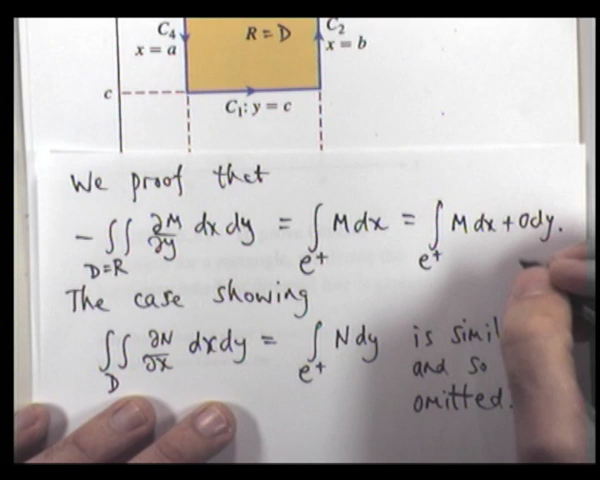 C₄ C₂
x = a R = D x = b
c
C₁: y = c
We proof that
- ∬_{D=R} ∂M/∂y dx dy = ∫_{e⁺} M dx = ∫_{e⁺} M dx + 0dy.
The case showing
∬_D ∂N/∂x dxdy = ∫_{e⁺} N dy is
and so
omitted.